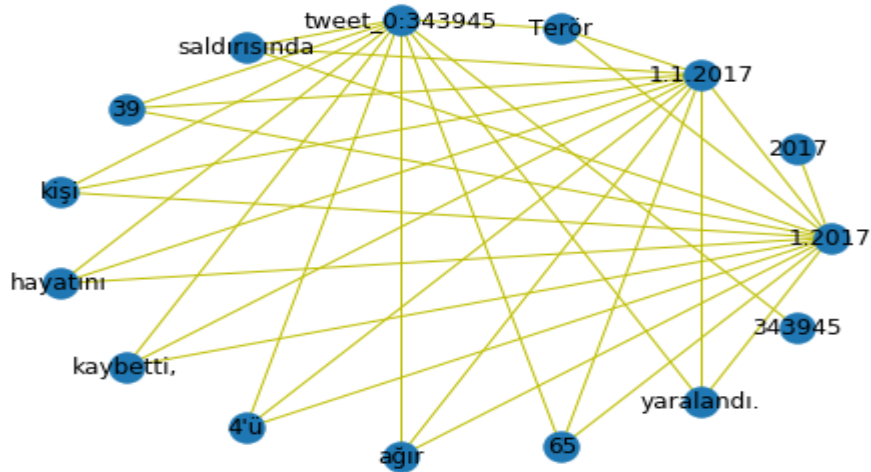 tweet_0:343945
Terör
saldırısında
1.1.2017
39
2017
kişi
1.2017
hayatını
343945
kaybetti,
yaralandı.
4'ü
65
ağır